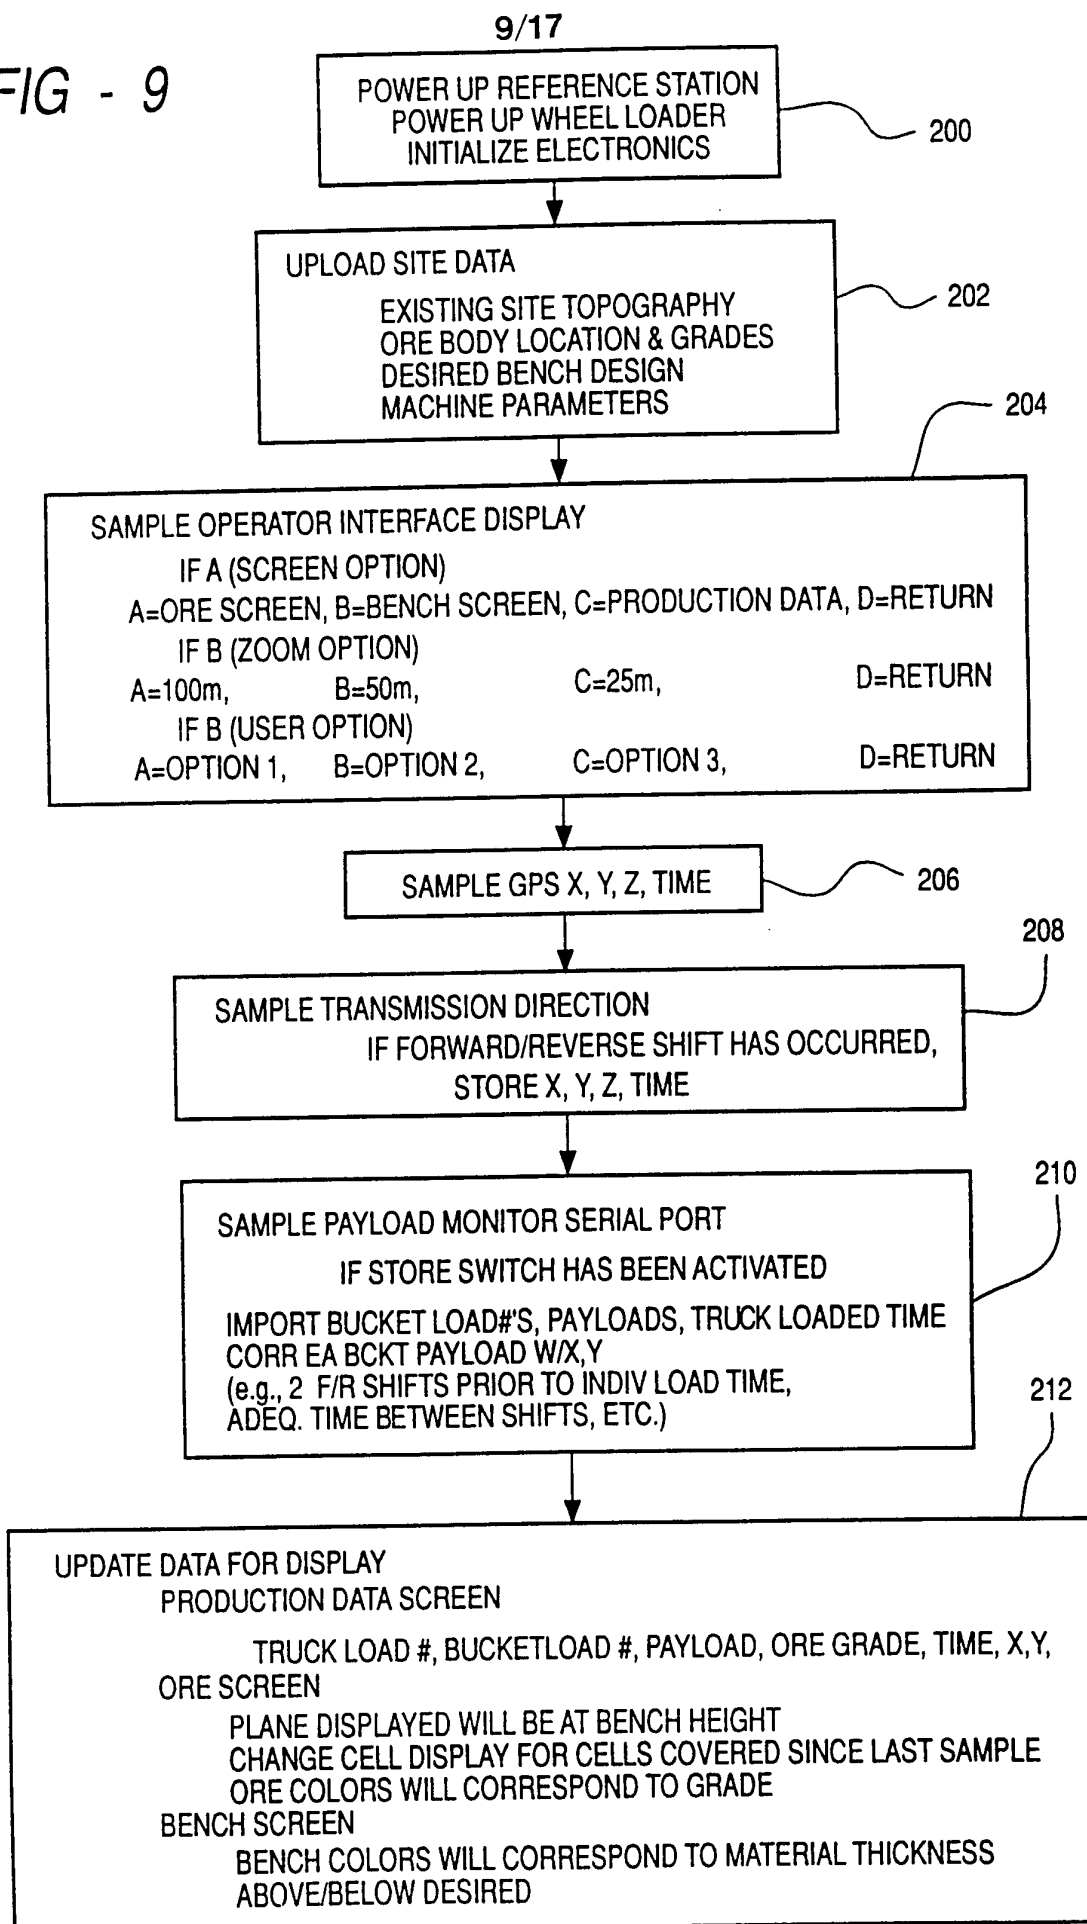 9/17
FIG - 9
POWER UP REFERENCE STATION
POWER UP WHEEL LOADER
INITIALIZE ELECTRONICS
200
UPLOAD SITE DATA
EXISTING SITE TOPOGRAPHY
ORE BODY LOCATION & GRADES
DESIRED BENCH DESIGN
MACHINE PARAMETERS
202
204
SAMPLE OPERATOR INTERFACE DISPLAY
IF A (SCREEN OPTION)
A=ORE SCREEN, B=BENCH SCREEN, C=PRODUCTION DATA, D=RETURN
IF B (ZOOM OPTION)
A=100m, B=50m, C=25m, D=RETURN
IF B (USER OPTION)
A=OPTION 1, B=OPTION 2, C=OPTION 3, D=RETURN
SAMPLE GPS X, Y, Z, TIME
206
208
SAMPLE TRANSMISSION DIRECTION
IF FORWARD/REVERSE SHIFT HAS OCCURRED,
STORE X, Y, Z, TIME
210
SAMPLE PAYLOAD MONITOR SERIAL PORT
IF STORE SWITCH HAS BEEN ACTIVATED
IMPORT BUCKET LOAD#'S, PAYLOADS, TRUCK LOADED TIME
CORR EA BCKT PAYLOAD W/X,Y
(e.g., 2 F/R SHIFTS PRIOR TO INDIV LOAD TIME,
ADEQ. TIME BETWEEN SHIFTS, ETC.)
212
UPDATE DATA FOR DISPLAY
PRODUCTION DATA SCREEN
TRUCK LOAD #, BUCKETLOAD #, PAYLOAD, ORE GRADE, TIME, X,Y,
ORE SCREEN
PLANE DISPLAYED WILL BE AT BENCH HEIGHT
CHANGE CELL DISPLAY FOR CELLS COVERED SINCE LAST SAMPLE
ORE COLORS WILL CORRESPOND TO GRADE
BENCH SCREEN
BENCH COLORS WILL CORRESPOND TO MATERIAL THICKNESS
ABOVE/BELOW DESIRED